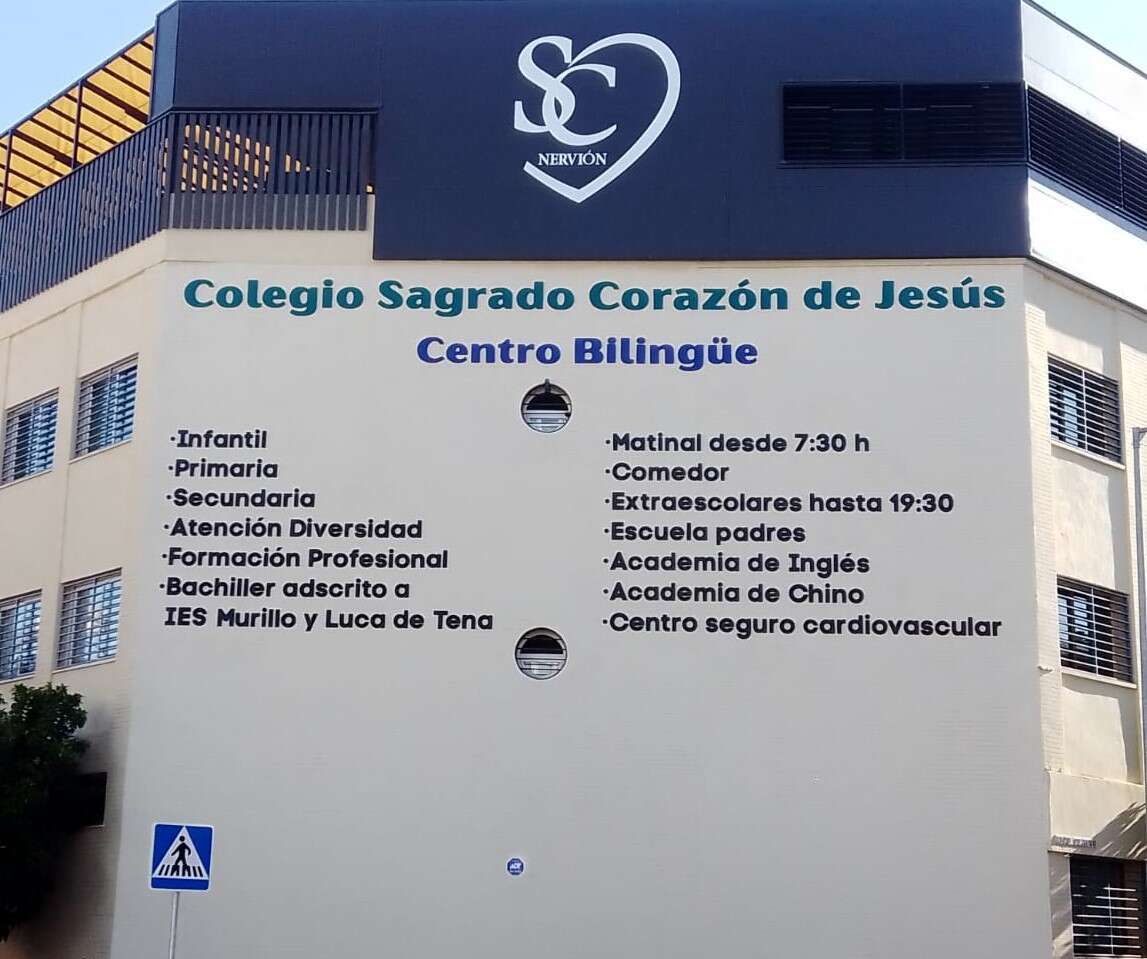 SC
NERVIÓN
Colegio Sagrado Corazón de Jesús
Centro Bilingüe
·Infantil
·Primaria
·Secundaria
·Atención Diversidad
·Formación Profesional
·Bachiller adscrito a
IES Murillo y Luca de Tena
·Matinal desde 7:30 h
·Comedor
·Extraescolares hasta 19:30
·Escuela padres
·Academia de Inglés
·Academia de Chino
·Centro seguro cardiovascular
ADT